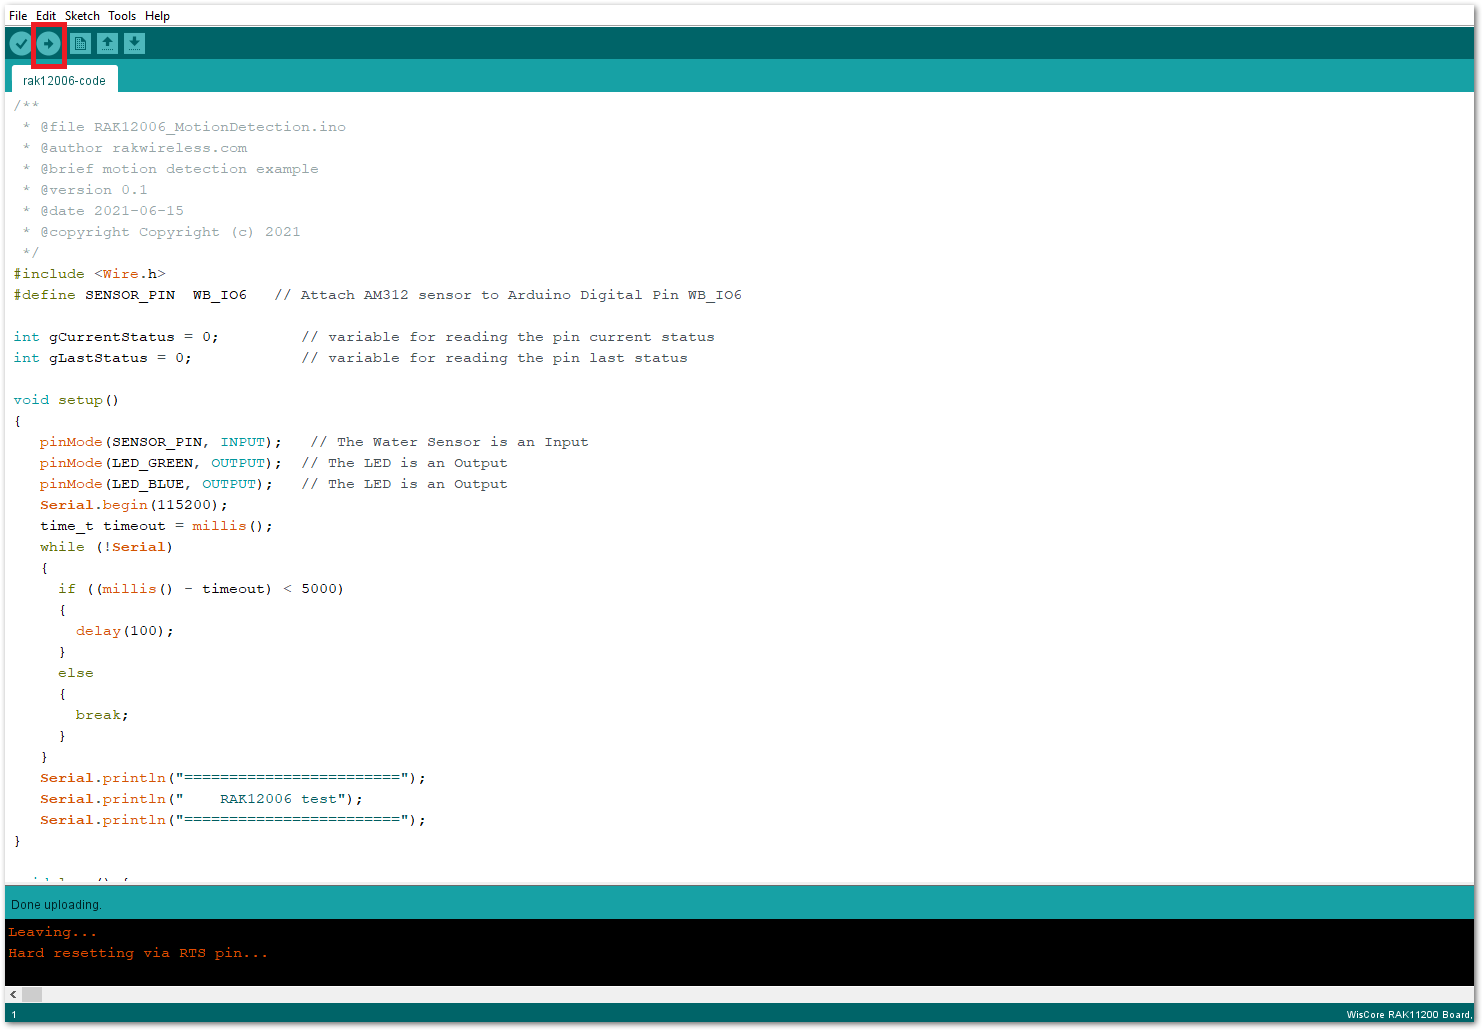 File Edit Sketch Tools Help
rak12006-code
/**
 * @file RAK12006_MotionDetection.ino
 * @author rakwireless.com
 * @brief motion detection example
 * @version 0.1
 * @date 2021-06-15
 * @copyright Copyright (c) 2021
 */
#include <Wire.h>
#define SENSOR_PIN  WB_IO6   // Attach AM312 sensor to Arduino Digital Pin WB_IO6
int gCurrentStatus = 0;         // variable for reading the pin current status
int gLastStatus = 0;            // variable for reading the pin last status
void setup()
{
   pinMode(SENSOR_PIN, INPUT);   // The Water Sensor is an Input
   pinMode(LED_GREEN, OUTPUT);  // The LED is an Output
   pinMode(LED_BLUE, OUTPUT);   // The LED is an Output
   Serial.begin(115200);
   time_t timeout = millis();
   while (!Serial)
   {
     if ((millis() - timeout) < 5000)
     {
       delay(100);
     }
     else
     {
       break;
     }
   }
   Serial.println("========================");
   Serial.println("    RAK12006 test");
   Serial.println("========================");
}
Done uploading.
Leaving...
Hard resetting via RTS pin...
1
WisCore RAK11200 Board,